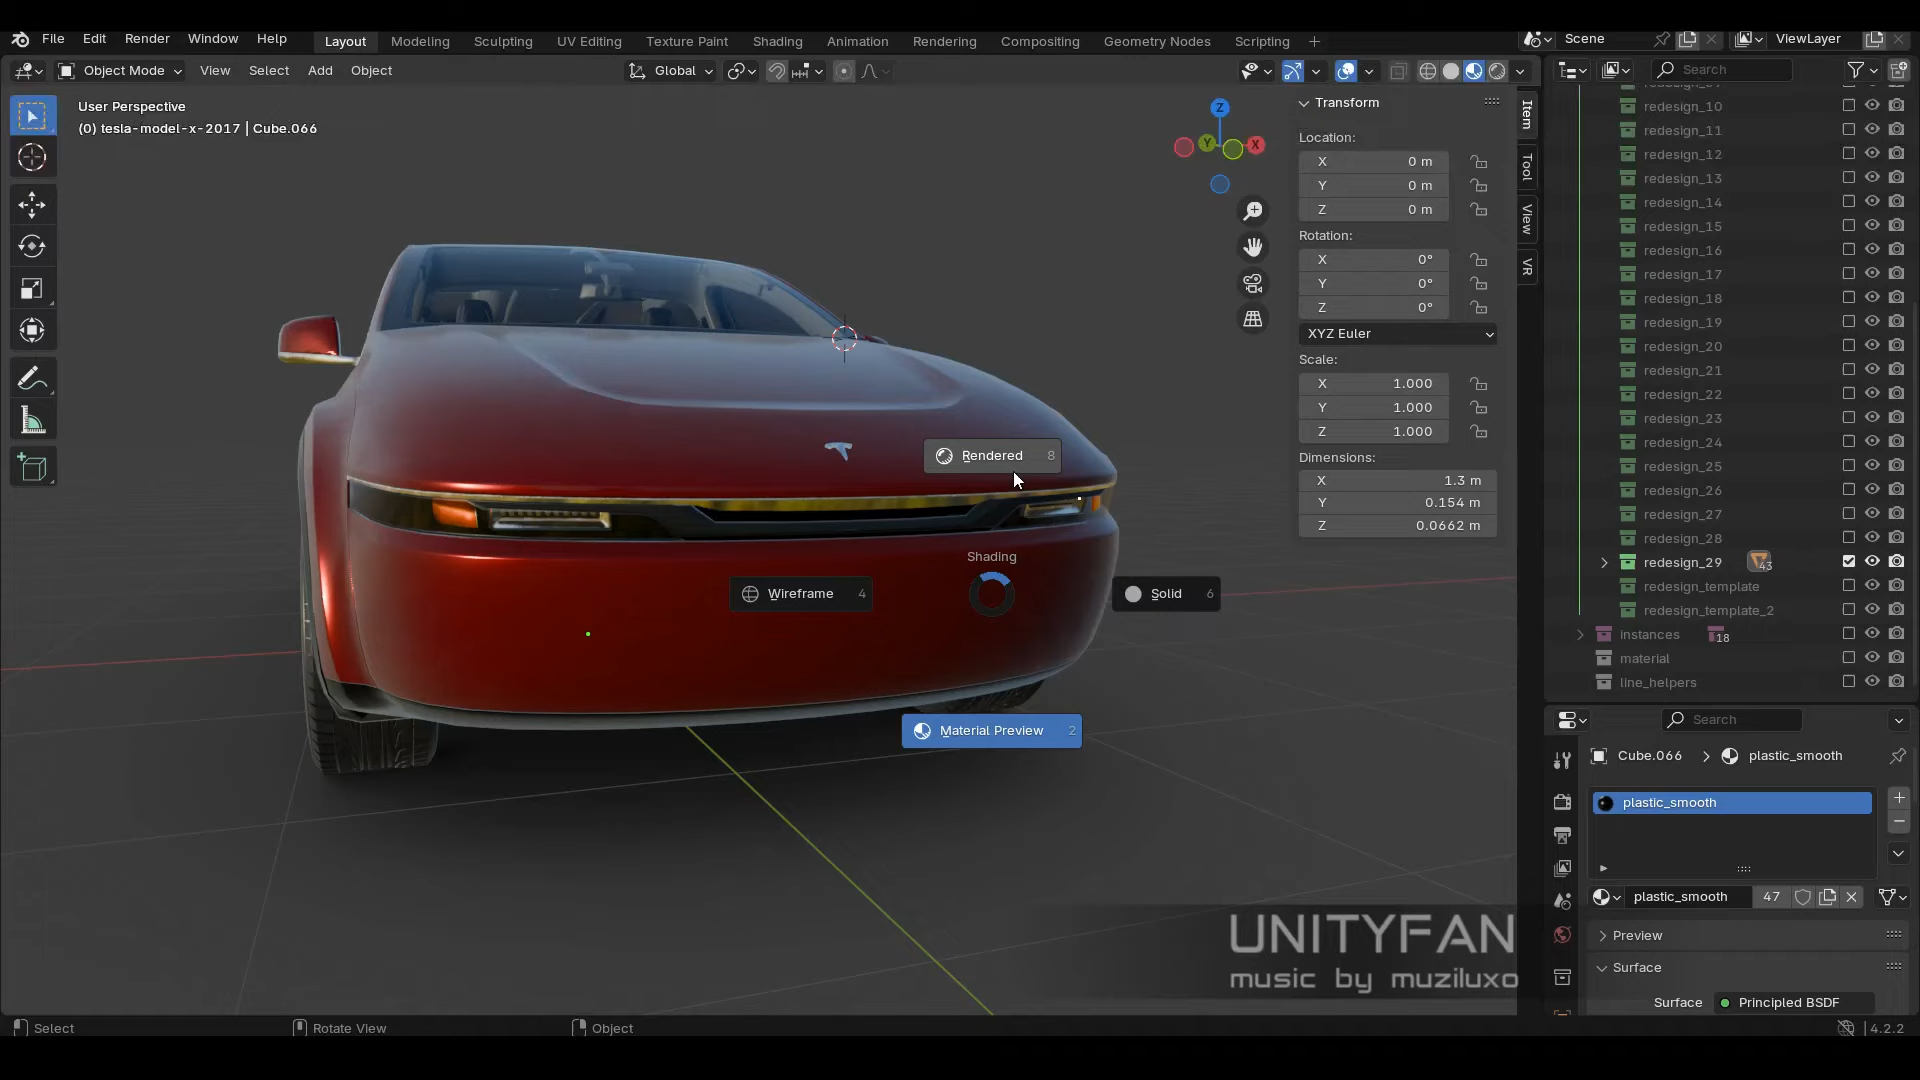 File Edit Render Window Help Layout Modeling Sculpting UV Editing Texture Paint Shading Animation Rendering Compositing Geometry Nodes Scripting + Scene ViewLayer
Object Mode View Select Add Object Global Search
User Perspective
(0) tesla-model-x-2017 | Cube.066
Z
Y
X
Transform
Location:
X 0 m
Y 0 m
Z 0 m
Rotation:
X 0°
Y 0°
Z 0°
XYZ Euler
Scale:
X 1.000
Y 1.000
Z 1.000
Dimensions:
X 1.3 m
Y 0.154 m
Z 0.0662 m
Item
Tool
View
VR
redesign_10
redesign_11
redesign_12
redesign_13
redesign_14
redesign_15
redesign_16
redesign_17
redesign_18
redesign_19
redesign_20
redesign_21
redesign_22
redesign_23
redesign_24
redesign_25
redesign_26
redesign_27
redesign_28
redesign_29 43
redesign_template
redesign_template_2
instances 18
material
line_helpers
Rendered 8
Shading
Wireframe 4
Solid 6
Material Preview 2
Search
Cube.066 > plastic_smooth
plastic_smooth
plastic_smooth 47
Preview
Surface
Surface Principled BSDF
UNITYFAN
music by muziluxo
Select Rotate View Object 4.2.2